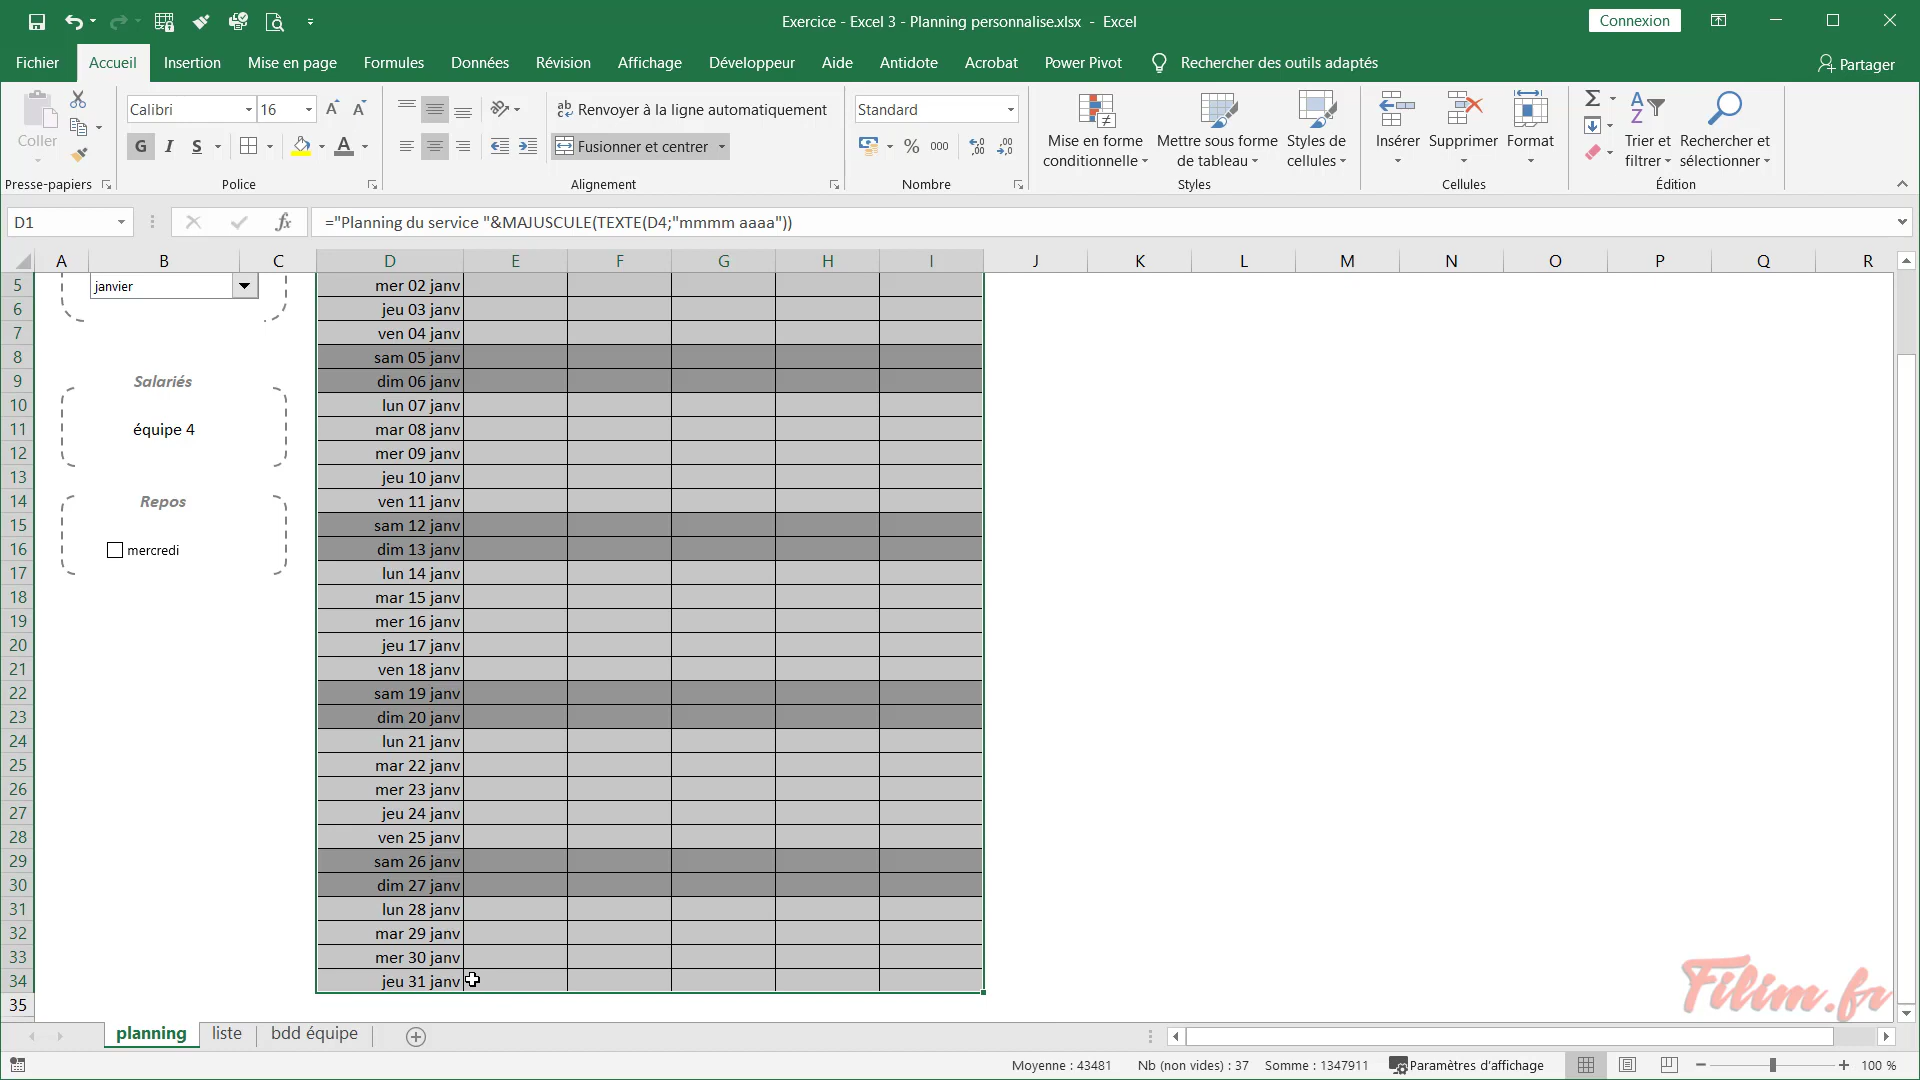 Exercice - Excel 3 - Planning personnalise.xlsx - Excel
Connexion
Fichier Accueil Insertion Mise en page Formules Données Révision Affichage Développeur Aide Antidote Acrobat Power Pivot Rechercher des outils adaptés Partager
Coller
Calibri 16
Renvoyer à la ligne automatiquement
Standard
G I S
Fusionner et centrer
% 000
Mise en forme conditionnelle
Mettre sous forme de tableau
Styles de cellules
Insérer
Supprimer
Format
Trier et filtrer
Rechercher et sélectionner
Presse-papiers Police Alignement Nombre Styles Cellules Édition
D1
fx
="Planning du service "&MAJUSCULE(TEXTE(D4;"mmmm aaaa"))
A B C D E F G H I J K L M N O P Q R
5 janvier mer 02 janv
6 jeu 03 janv
7 ven 04 janv
8 sam 05 janv
9 Salariés dim 06 janv
10 lun 07 janv
11 équipe 4 mar 08 janv
12 mer 09 janv
13 jeu 10 janv
14 Repos ven 11 janv
15 sam 12 janv
16 mercredi dim 13 janv
17 lun 14 janv
18 mar 15 janv
19 mer 16 janv
20 jeu 17 janv
21 ven 18 janv
22 sam 19 janv
23 dim 20 janv
24 lun 21 janv
25 mar 22 janv
26 mer 23 janv
27 jeu 24 janv
28 ven 25 janv
29 sam 26 janv
30 dim 27 janv
31 lun 28 janv
32 mar 29 janv
33 mer 30 janv
34 jeu 31 janv
35
Filim.fr
planning liste bdd équipe
Moyenne : 43481 Nb (non vides) : 37 Somme : 1347911 Paramètres d'affichage 100 %